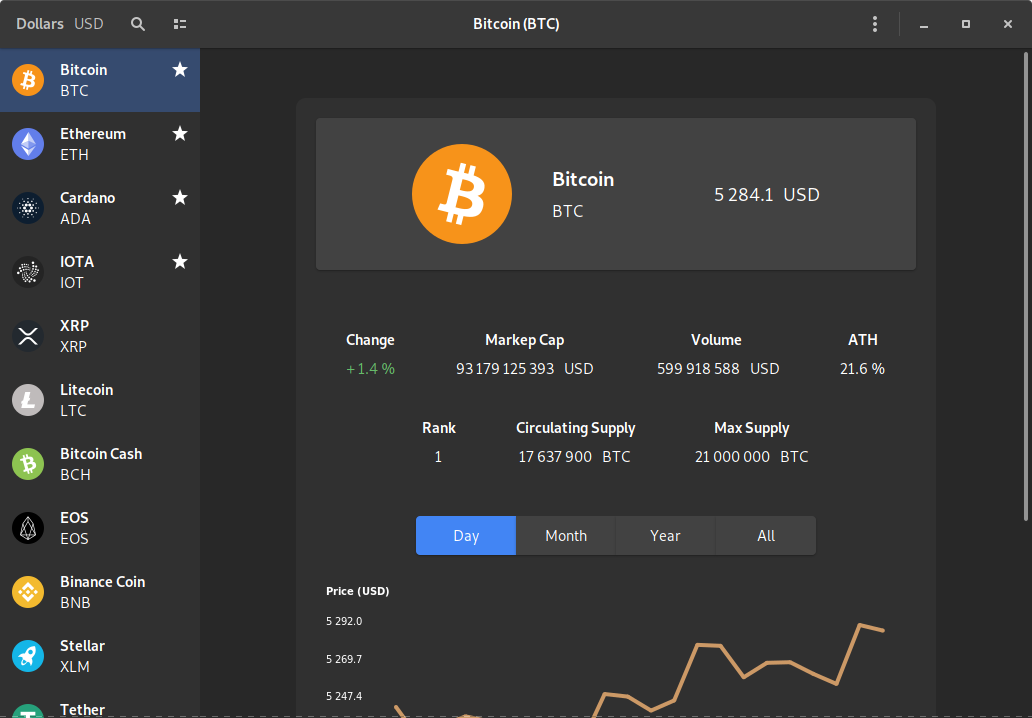 Dollars USD
Bitcoin (BTC)
Bitcoin
BTC
Ethereum
ETH
Cardano
ADA
IOTA
IOT
XRP
XRP
Litecoin
LTC
Bitcoin Cash
BCH
EOS
EOS
Binance Coin
BNB
Stellar
XLM
Tether
Bitcoin
BTC
5 284.1 USD
Change Markep Cap Volume ATH
+1.4 % 93 179 125 393 USD 599 918 588 USD 21.6 %
Rank Circulating Supply Max Supply
1 17 637 900 BTC 21 000 000 BTC
Day Month Year All
Price (USD)
5 292.0
5 269.7
5 247.4